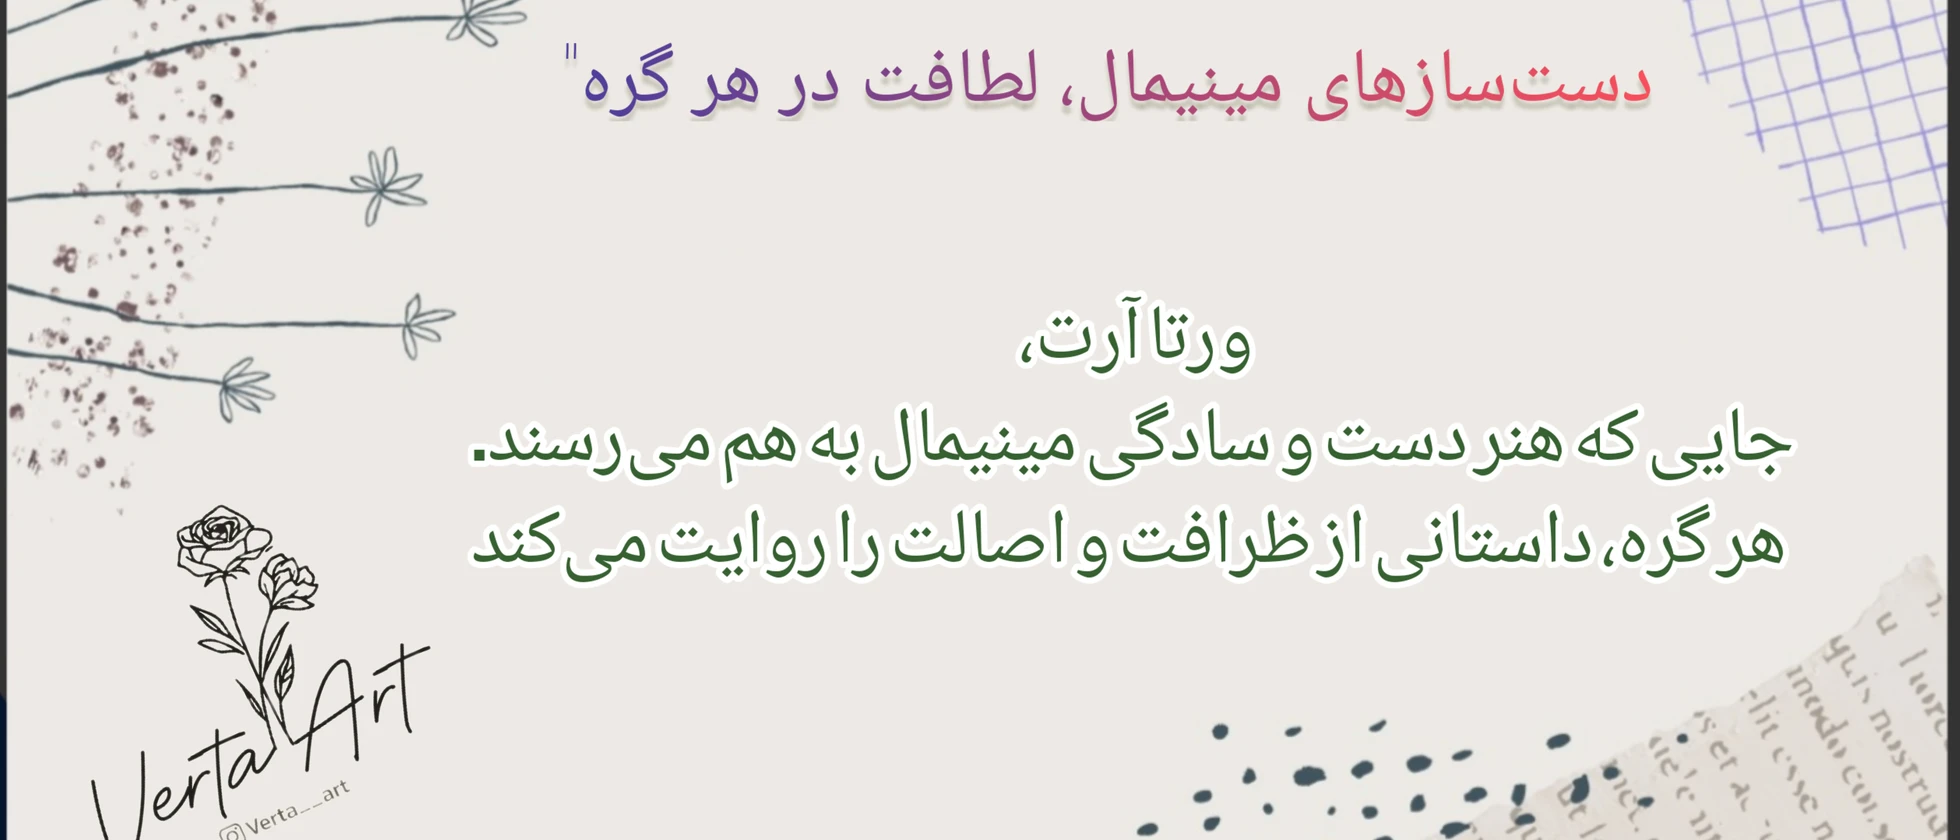 دست‌سازهای مینیمال، لطافت در هر گره"
ورتا آرت،
جایی که هنر دست و سادگی مینیمال به هم می‌رسند.
هر گره، داستانی از ظرافت و اصالت را روایت می‌کند
Verta Art
Verta__art